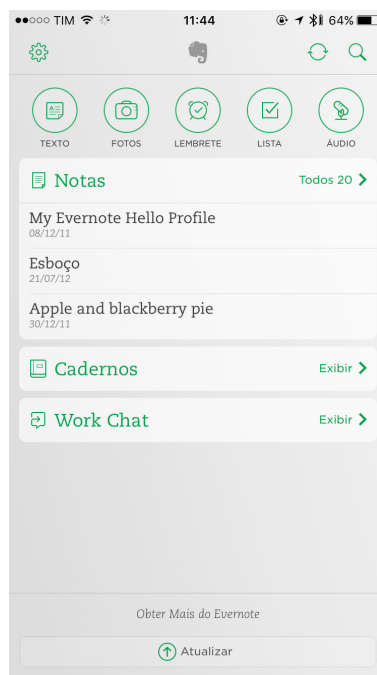 TIM 11:44 64%
TEXTO FOTOS LEMBRETE LISTA ÁUDIO
Notas Todos 20
My Evernote Hello Profile
08/12/11
Esboço
21/07/12
Apple and blackberry pie
30/12/11
Cadernos Exibir
Work Chat Exibir
Obter Mais do Evernote
Atualizar